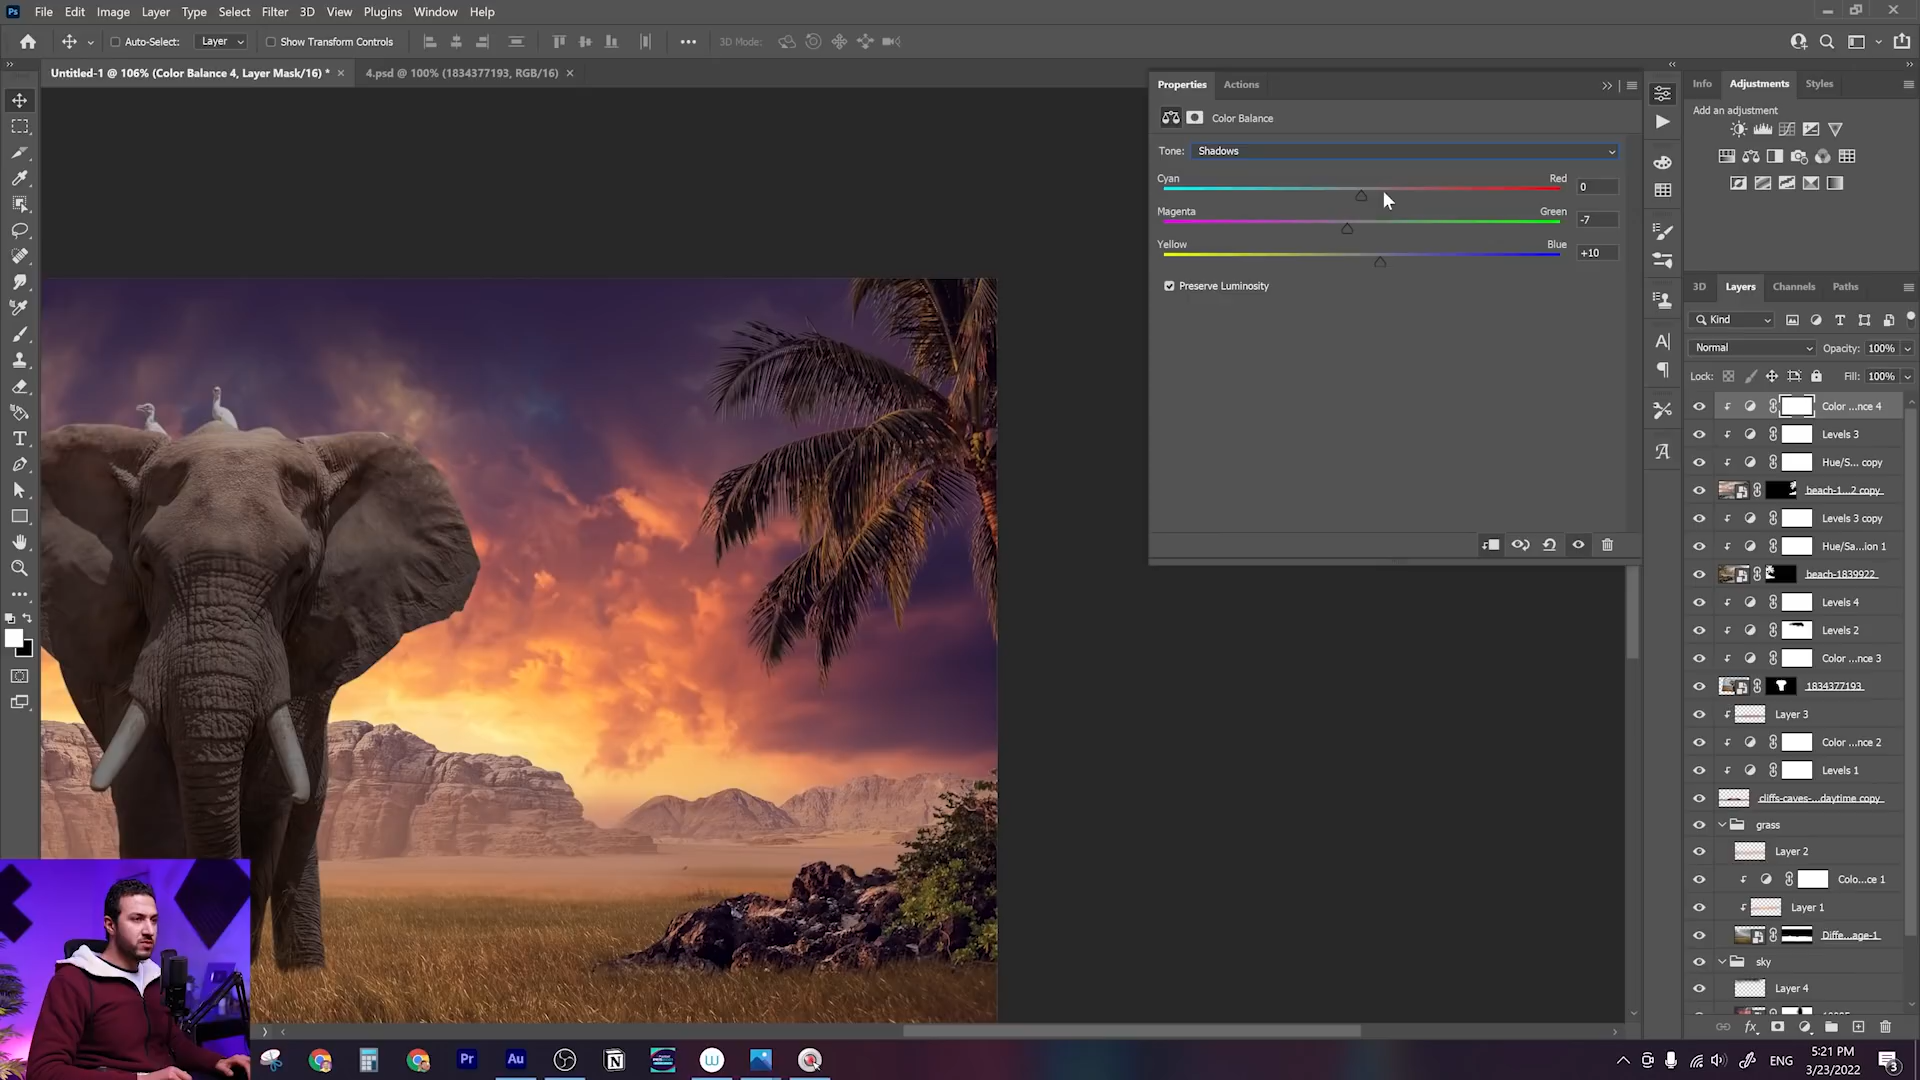 Ps File Edit Image Layer Type Select Filter 3D View Plugins Window Help
Auto-Select: Layer Show Transform Controls 3D Mode:
Untitled-1 @ 106% (Color Balance 4, Layer Mask/16) * 4.psd @ 100% (1834377193, RGB/16)
Properties Actions
Color Balance
Tone: Shadows
Cyan Red 0
Magenta Green -7
Yellow Blue +10
Preserve Luminosity
Info Adjustments Styles
Add an adjustment
3D Layers Channels Paths
Kind
Normal Opacity: 100%
Lock: Fill: 100%
Color ...nce 4
Levels 3
Hue/S... copy
beach-1...2 copy
Levels 3 copy
Hue/Sa...ion 1
beach-1839922
Levels 4
Levels 2
Color ...nce 3
1834377193
Layer 3
Color ...nce 2
Levels 1
cliffs-caves-...daytime copy
grass
Layer 2
Colo...ce 1
Layer 1
Diffe...age-1
sky
Layer 4
Pr Au
ENG
5:21 PM
3/23/2022
3